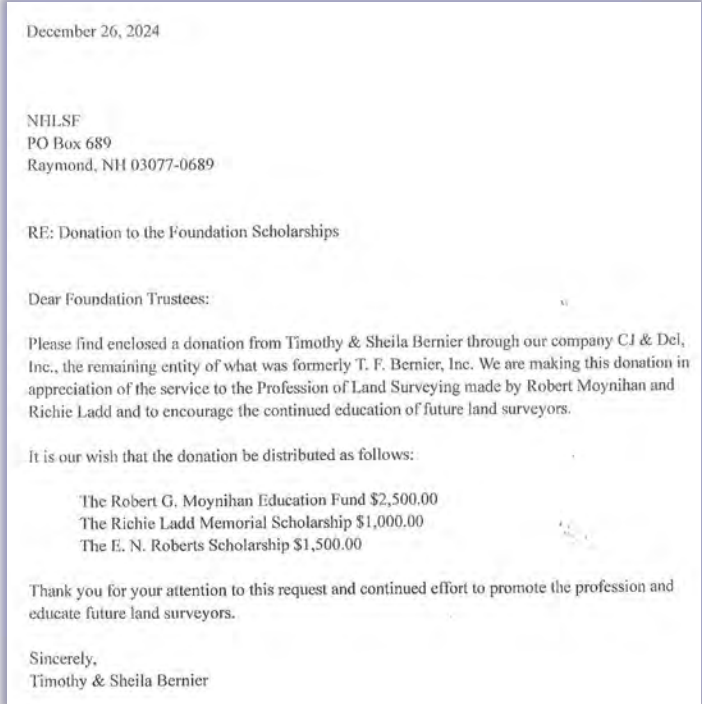 December 26, 2024
NHLSF
PO Box 689
Raymond, NH 03077-0689
RE: Donation to the Foundation Scholarships
Dear Foundation Trustees:
Please find enclosed a donation from Timothy & Sheila Bernier through our company CJ & Del,
Inc., the remaining entity of what was formerly T. F. Bernier, Inc. We are making this donation in
appreciation of the service to the Profession of Land Surveying made by Robert Moynihan and
Richie Ladd and to encourage the continued education of future land surveyors.
It is our wish that the donation be distributed as follows:
The Robert G. Moynihan Education Fund $2,500.00
The Richie Ladd Memorial Scholarship $1,000.00
The E. N. Roberts Scholarship $1,500.00
Thank you for your attention to this request and continued effort to promote the profession and
educate future land surveyors.
Sincerely,
Timothy & Sheila Bernier